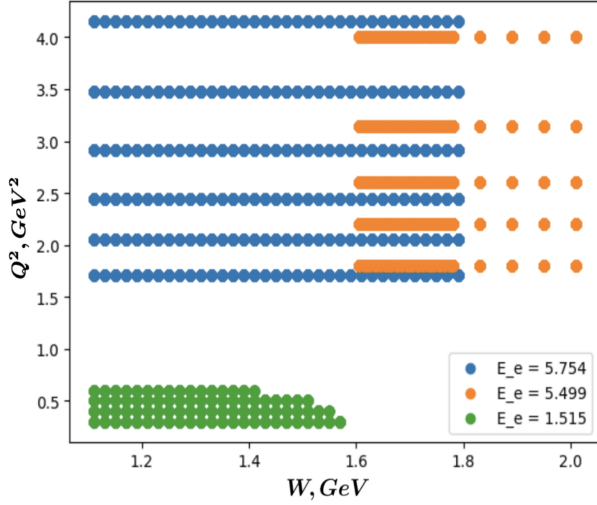 4.0
3.5
3.0
2.5
2.0
1.5
1.0
0.5
Q², GeV²
E_e = 5.754
E_e = 5.499
E_e = 1.515
1.2 1.4 1.6 1.8 2.0
W, GeV